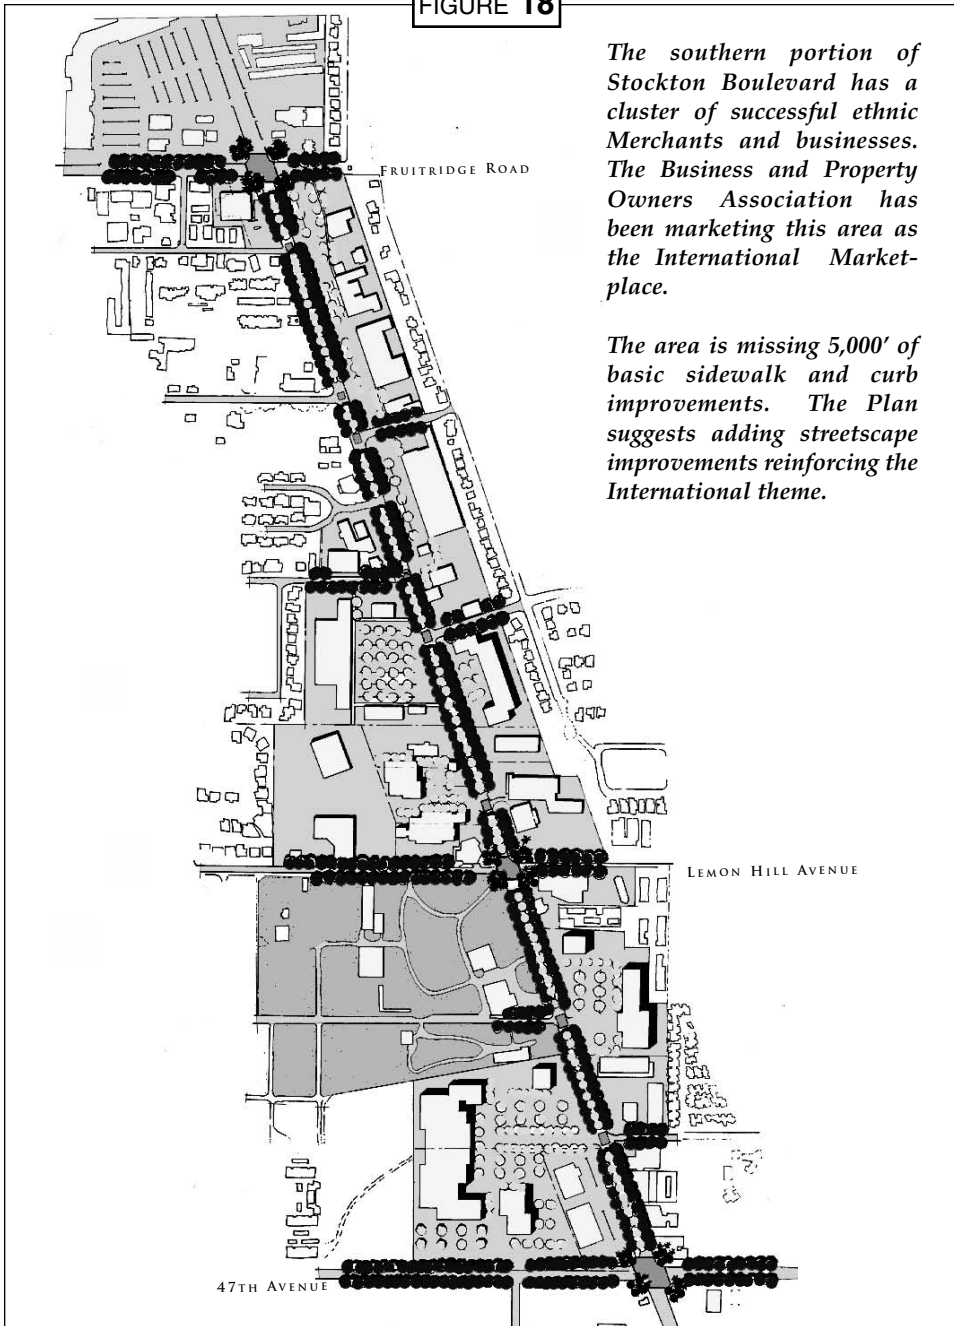 FIGURE 18
The southern portion of
Stockton Boulevard has a
cluster of successful ethnic
Merchants and businesses.
The Business and Property
Owners Association has
been marketing this area as
the International Market-
place.
The area is missing 5,000’ of
basic sidewalk and curb
improvements. The Plan
suggests adding streetscape
improvements reinforcing the
International theme.
FRUITRIDGE ROAD
LEMON HILL AVENUE
47TH AVENUE